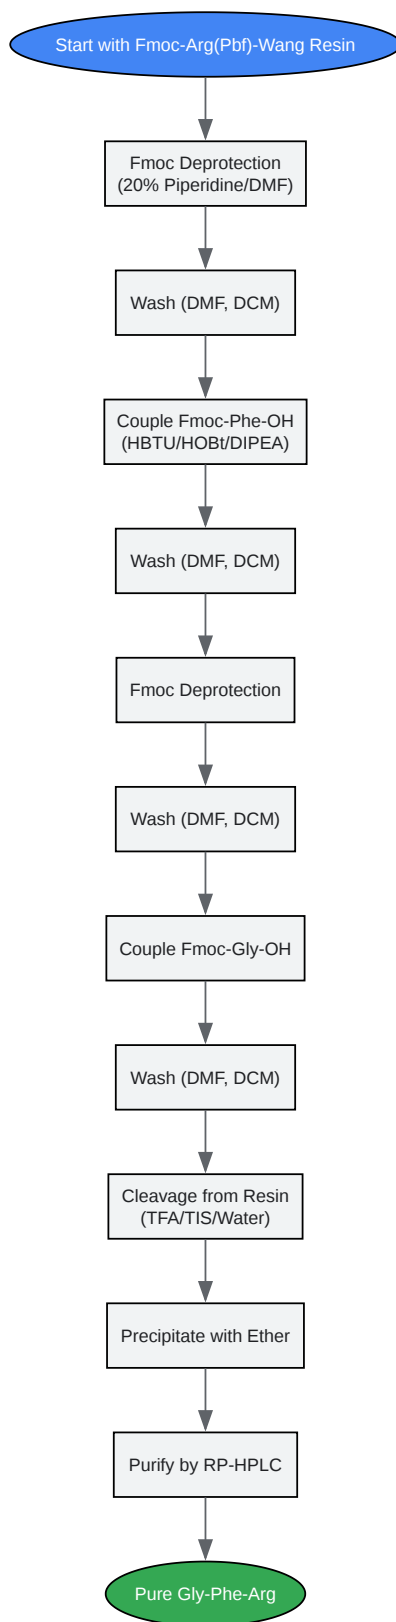 Start with Fmoc-Arg(Pbf)-Wang Resin
Fmoc Deprotection
(20% Piperidine/DMF)
Wash (DMF, DCM)
Couple Fmoc-Phe-OH
(HBTU/HOBt/DIPEA)
Wash (DMF, DCM)
Fmoc Deprotection
Wash (DMF, DCM)
Couple Fmoc-Gly-OH
Wash (DMF, DCM)
Cleavage from Resin
(TFA/TIS/Water)
Precipitate with Ether
Purify by RP-HPLC
Pure Gly-Phe-Arg